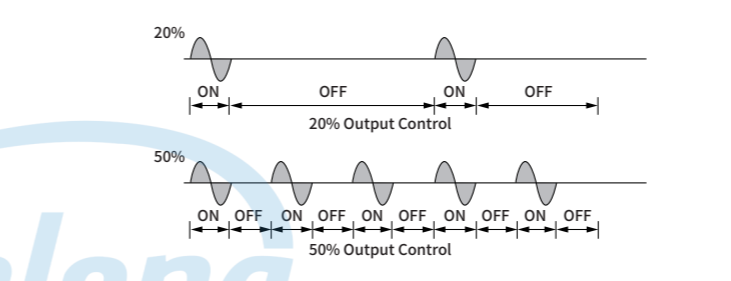 20%
ON OFF ON OFF
20% Output Control
50%
ON OFF ON OFF ON OFF ON OFF ON OFF
50% Output Control